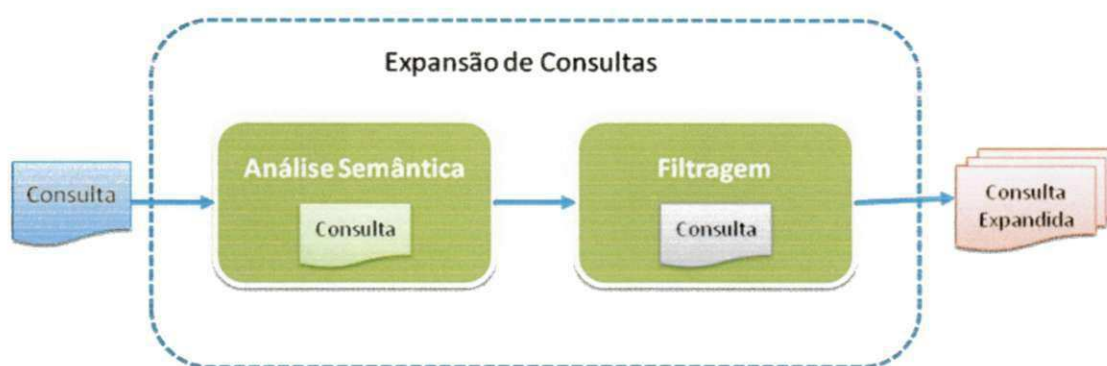 Expansão de Consultas
Consulta
Análise Semântica
Consulta
Filtragem
Consulta
Consulta
Expandida